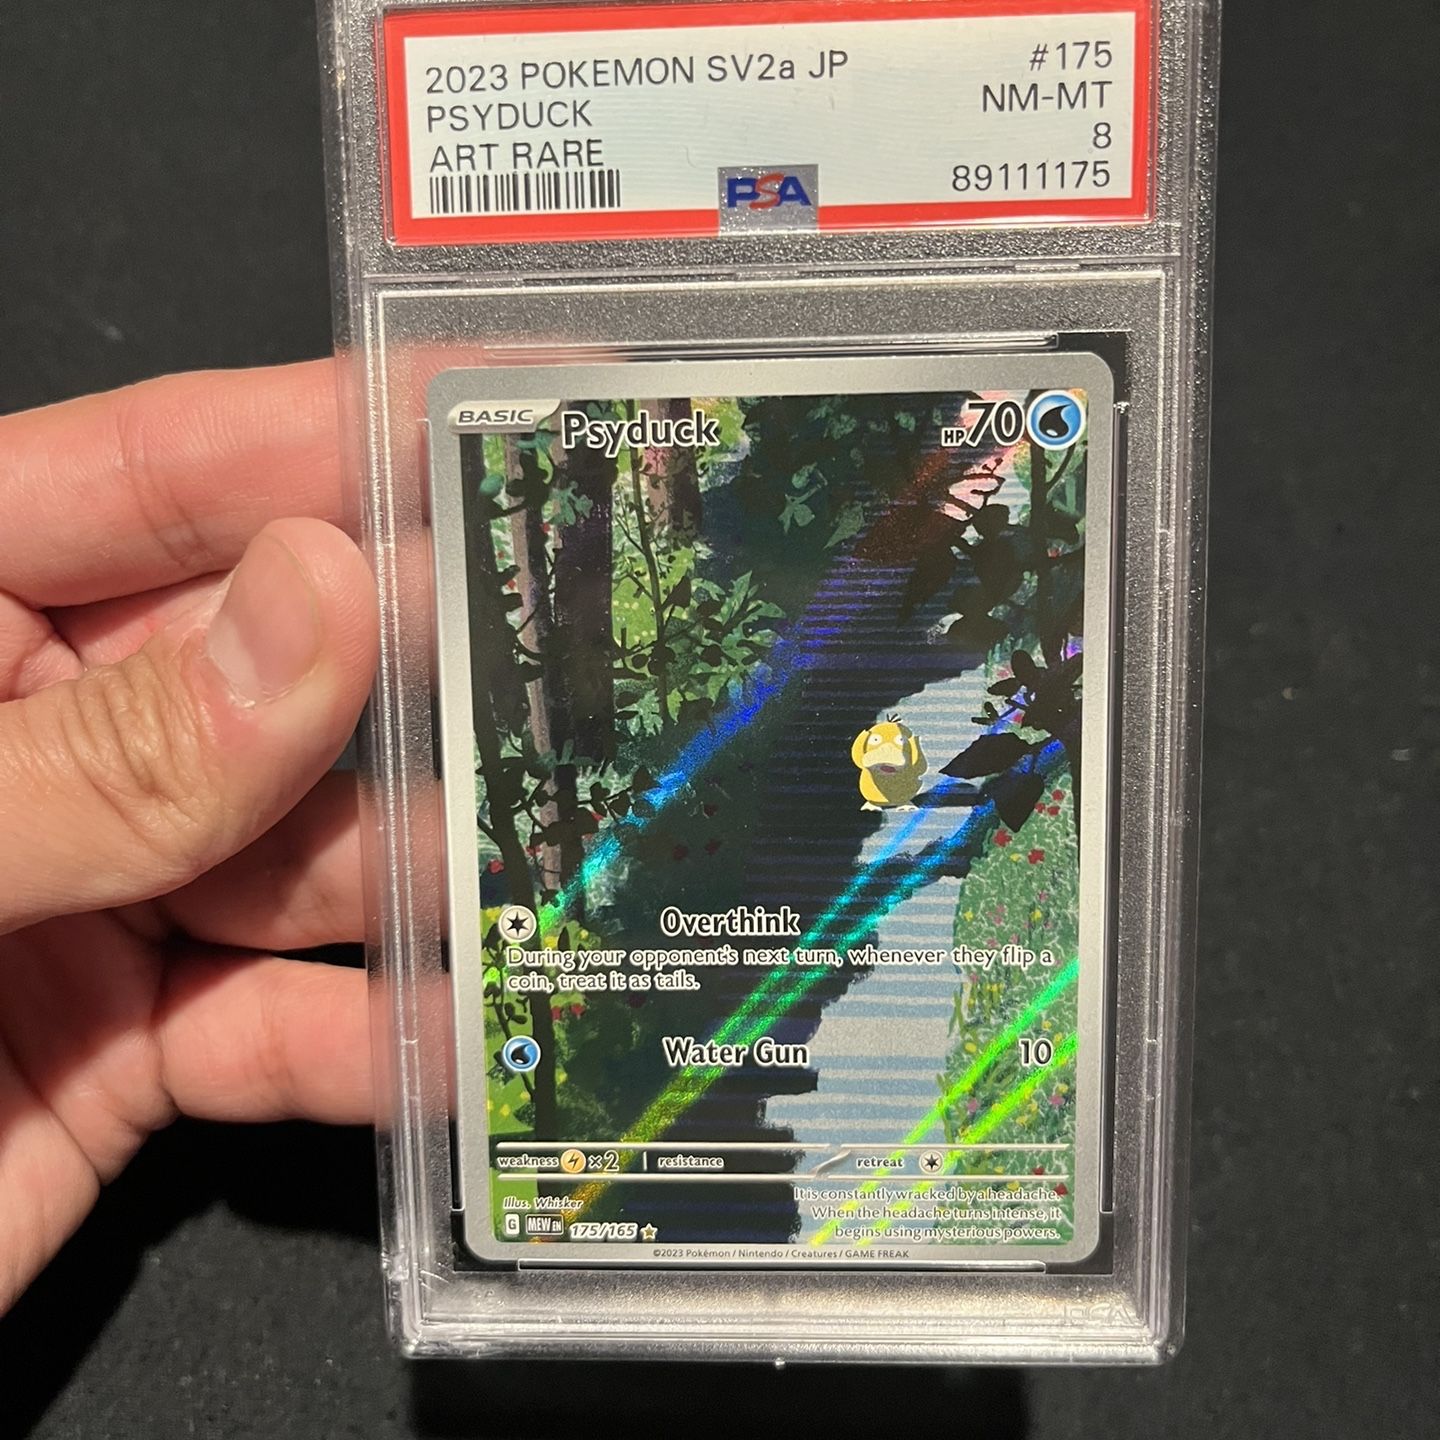 2023 POKEMON SV2a JP #175
PSYDUCK NM-MT
ART RARE 8
PSA 89111175
BASIC Psyduck HP 70
Overthink
During your opponent's next turn, whenever they flip a
coin, treat it as tails.
Water Gun 10
weakness ×2 resistance retreat
Illus. Whisker
It is constantly wracked by a headache.
When the headache turns intense, it
begins using mysterious powers.
G MEW EN 175/165
©2023 Pokémon / Nintendo / Creatures / GAME FREAK
PSA